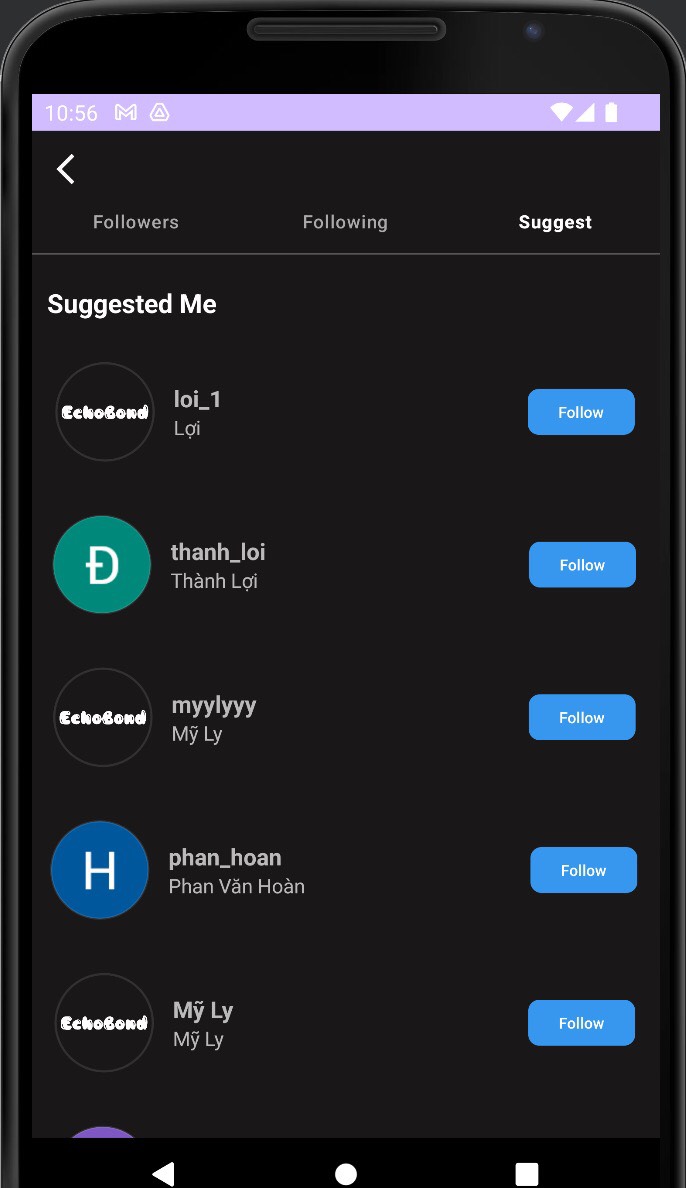 10:56
Followers Following Suggest
Suggested Me
EchoBond
loi_1
Lợi
Follow
Đ
thanh_loi
Thành Lợi
Follow
EchoBond
myylyyy
Mỹ Ly
Follow
H
phan_hoan
Phan Văn Hoàn
Follow
EchoBond
Mỹ Ly
Mỹ Ly
Follow